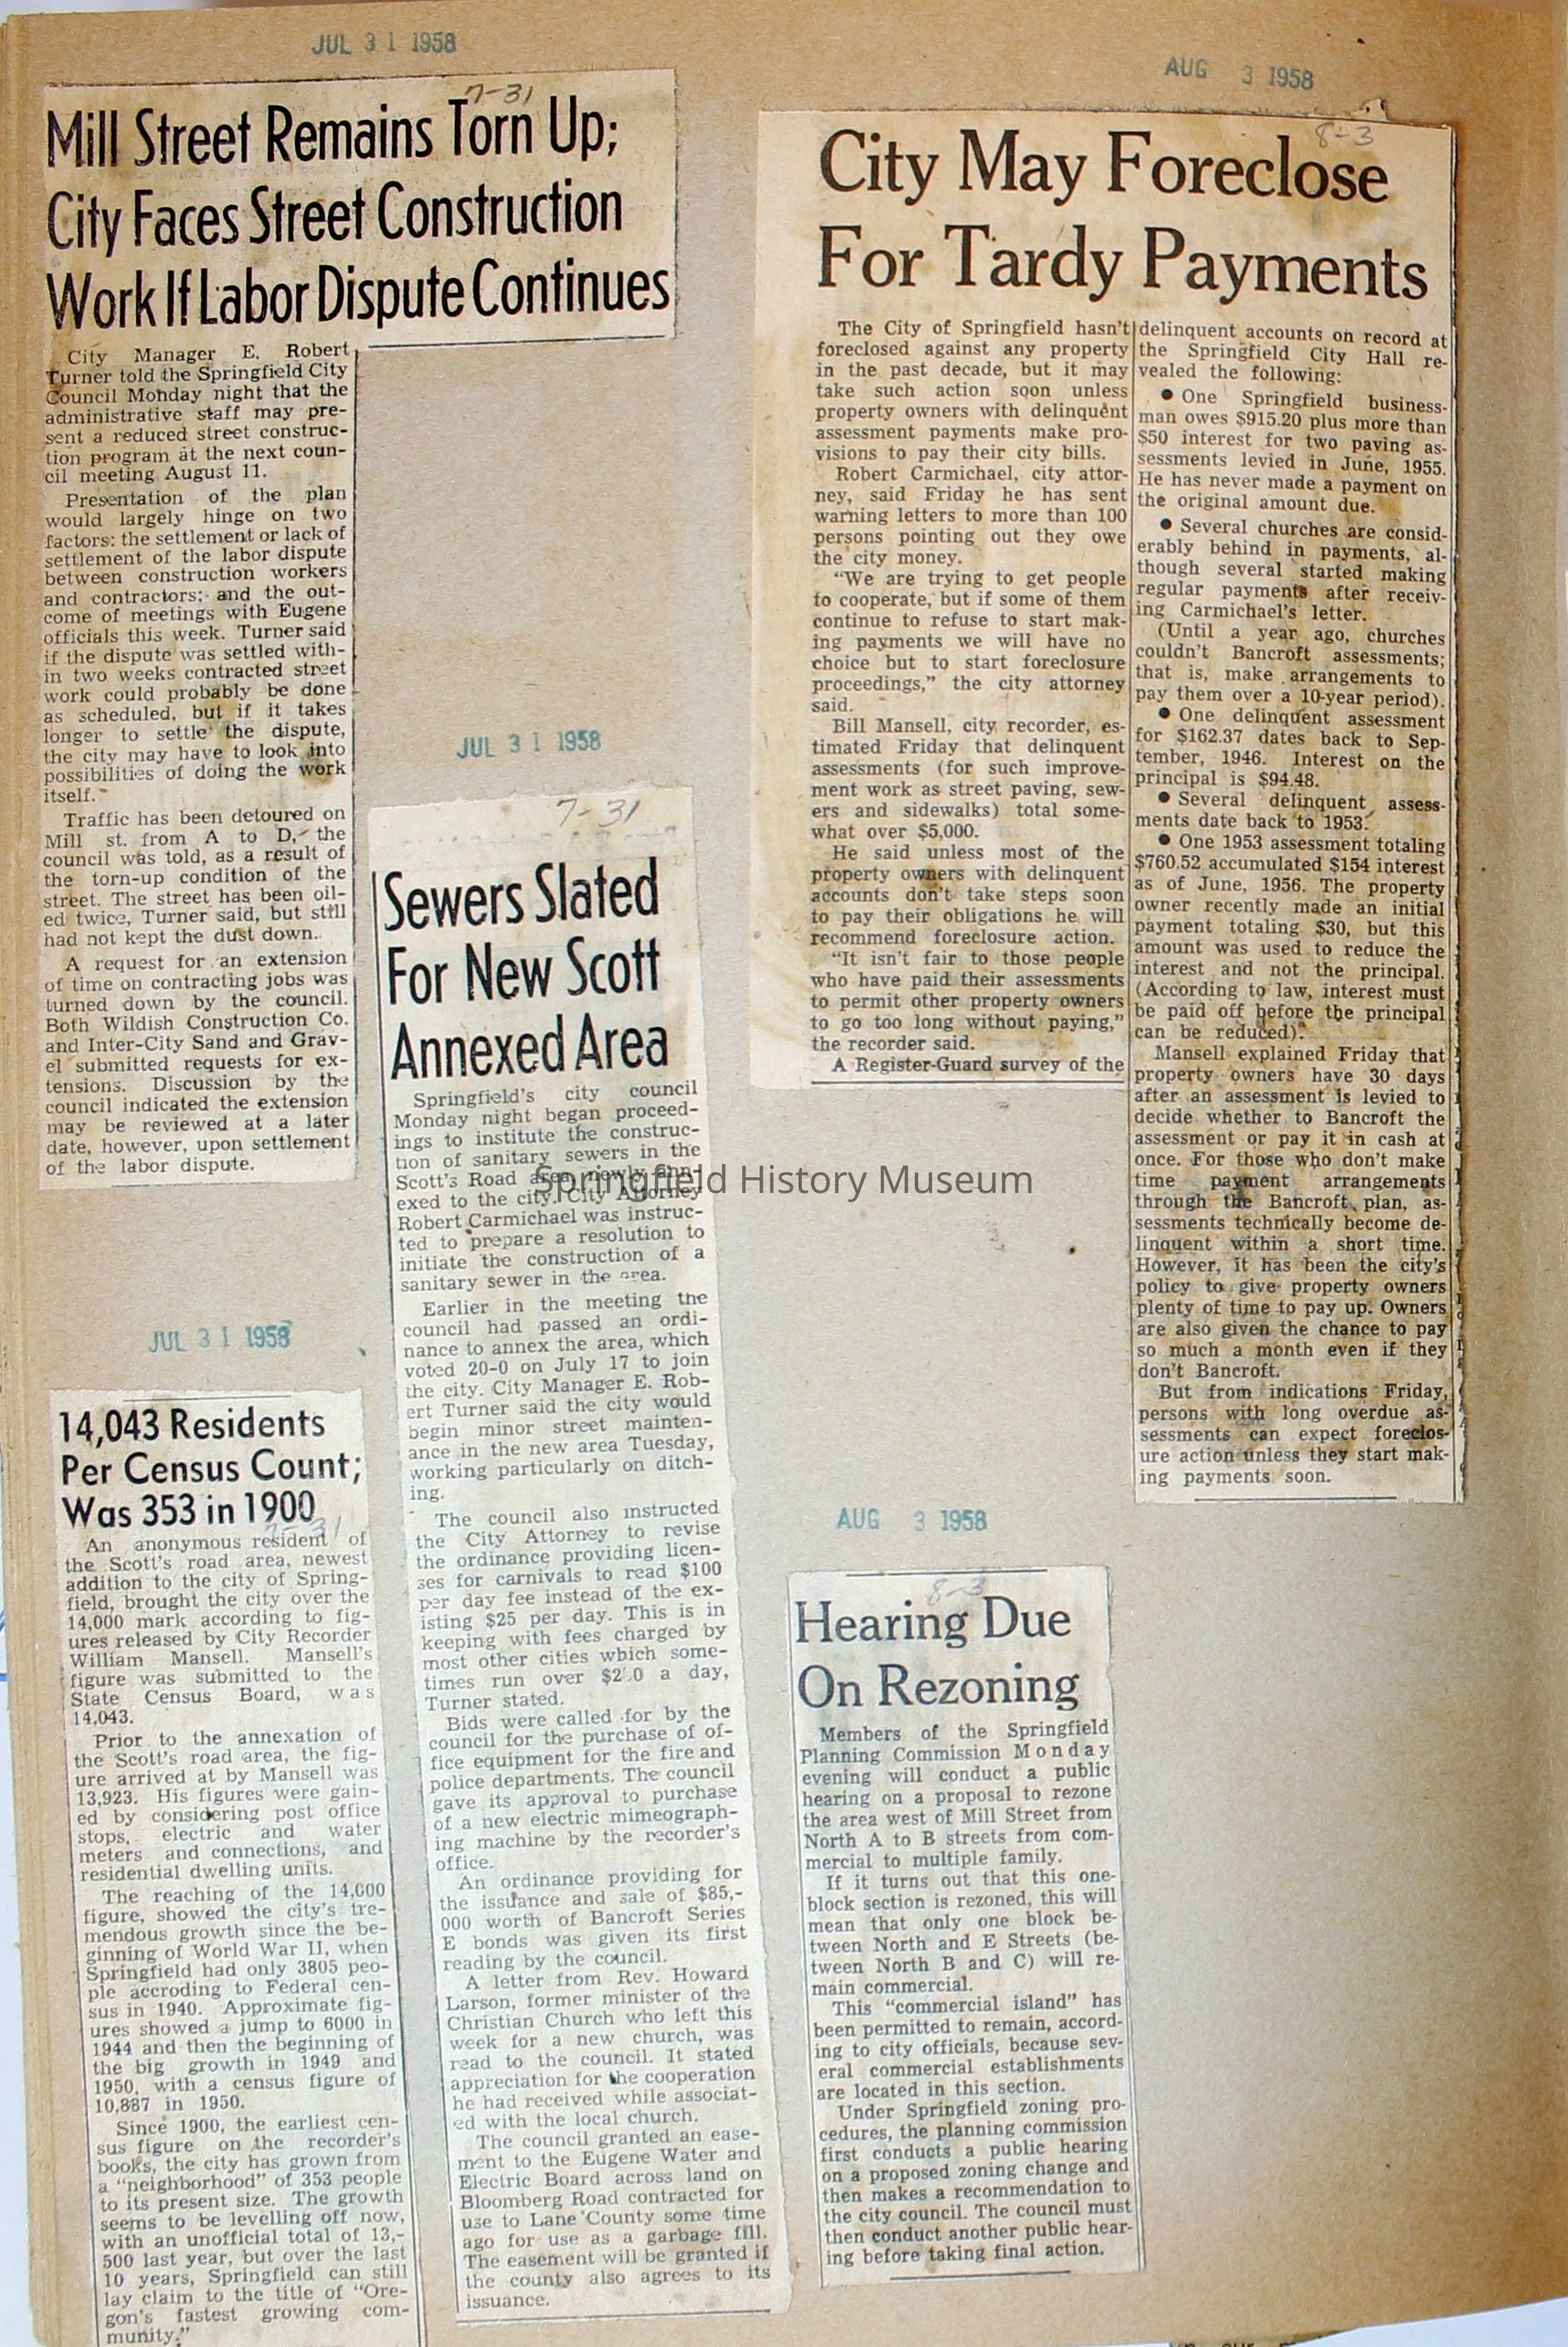 JUL 31 1958
7-31
Mill Street Remains Torn Up;
City Faces Street Construction
Work If Labor Dispute Continues
City Manager E. Robert
Turner told the Springfield City
Council Monday night that the
administrative staff may pre-
sent a reduced street construc-
tion program at the next coun-
cil meeting August 11.
Presentation of the plan
would largely hinge on two
factors: the settlement or lack of
settlement of the labor dispute
between construction workers
and contractors; and the out-
come of meetings with Eugene
officials this week. Turner said
if the dispute was settled with-
in two weeks contracted street
work could probably be done
as scheduled, but if it takes
longer to settle the dispute,
the city may have to look into
possibilities of doing the work
itself.
Traffic has been detoured on
Mill st. from A to D, the
council was told, as a result of
the torn-up condition of the
street. The street has been oil-
ed twice, Turner said, but still
had not kept the dust down.
A request for an extension
of time on contracting jobs was
turned down by the council.
Both Wildish Construction Co.
and Inter-City Sand and Grav-
el submitted requests for ex-
tensions. Discussion by the
council indicated the extension
may be reviewed at a later
date, however, upon settlement
of the labor dispute.
JUL 31 1958
14,043 Residents
Per Census Count;
Was 353 in 1900
7-31
An anonymous resident of
the Scott's road area, newest
addition to the city of Spring-
field, brought the city over the
14,000 mark according to fig-
ures released by City Recorder
William Mansell. Mansell's
figure was submitted to the
State Census Board, was
14,043.
Prior to the annexation of
the Scott's road area, the fig-
ure arrived at by Mansell was
13,923. His figures were gain-
ed by considering post office
stops, electric and water
meters and connections, and
residential dwelling units.
The reaching of the 14,000
figure, showed the city's tre-
mendous growth since the be-
ginning of World War II, when
Springfield had only 3805 peo-
ple accroding to Federal cen-
sus in 1940. Approximate fig-
ures showed a jump to 6000 in
1944 and then the beginning of
the big growth in 1949 and
1950, with a census figure of
10,887 in 1950.
Since 1900, the earliest cen-
sus figure on the recorder's
books, the city has grown from
a "neighborhood" of 353 people
to its present size. The growth
seems to be levelling off now,
with an unofficial total of 13,-
500 last year, but over the last
10 years, Springfield can still
lay claim to the title of "Ore-
gon's fastest growing com-
munity."
JUL 31 1958
7-31
Sewers Slated
For New Scott
Annexed Area
Springfield's city council
Monday night began proceed-
ings to institute the construc-
tion of sanitary sewers in the
Scott's Road area newly ann-
exed to the city. City Attorney
Robert Carmichael was instruc-
ted to prepare a resolution to
initiate the construction of a
sanitary sewer in the area.
Earlier in the meeting the
council had passed an ordi-
nance to annex the area, which
voted 20-0 on July 17 to join
the city. City Manager E. Rob-
ert Turner said the city would
begin minor street mainten-
ance in the new area Tuesday,
working particularly on ditch-
ing.
The council also instructed
the City Attorney to revise
the ordinance providing licen-
ses for carnivals to read $100
per day fee instead of the ex-
isting $25 per day. This is in
keeping with fees charged by
most other cities which some-
times run over a day,
Turner stated.
Bids were called for by the
council for the purchase of of-
fice equipment for the fire and
police departments. The council
gave its approval to purchase
of a new electric mimeograph-
ing machine by the recorder's
office.
An ordinance providing for
the issuance and sale of $85,-
000 worth of Bancroft Series
E bonds was given its first
reading by the council.
A letter from Rev. Howard
Larson, former minister of the
Christian Church who left this
week for a new church, was
read to the council. It stated
appreciation for the cooperation
he had received while associat-
ed with the local church.
The council granted an ease-
ment to the Eugene Water and
Electric Board across land on
Bloomberg Road contracted for
use to Lane County some time
ago for use as a garbage fill.
The easement will be granted if
the county also agrees to its
issuance.
Springfield History Museum
AUG 3 1958
8-3
City May Foreclose
For Tardy Payments
The City of Springfield hasn't
foreclosed against any property
in the past decade, but it may
take such action soon unless
property owners with delinquent
assessment payments make pro-
visions to pay their city bills.
Robert Carmichael, city attor-
ney, said Friday he has sent
warning letters to more than 100
persons pointing out they owe
the city money.
"We are trying to get people
to cooperate, but if some of them
continue to refuse to start mak-
ing payments we will have no
choice but to start foreclosure
proceedings," the city attorney
said.
Bill Mansell, city recorder, es-
timated Friday that delinquent
assessments (for such improve-
ment work as street paving, sew-
ers and sidewalks) total some-
what over $5,000.
He said unless most of the
property owners with delinquent
accounts don't take steps soon
to pay their obligations he will
recommend foreclosure action.
"It isn't fair to those people
who have paid their assessments
to permit other property owners
to go too long without paying,"
the recorder said.
A Register-Guard survey of the
delinquent accounts on record at
the Springfield City Hall re-
vealed the following:
● One Springfield business-
man owes $915.20 plus more than
$50 interest for two paving as-
sessments levied in June, 1955.
He has never made a payment on
the original amount due.
● Several churches are consid-
erably behind in payments, al-
though several started making
regular payments after receiv-
ing Carmichael's letter.
(Until a year ago, churches
couldn't Bancroft assessments;
that is, make arrangements to
pay them over a 10-year period).
● One delinquent assessment
for $162.37 dates back to Sep-
tember, 1946. Interest on the
principal is $94.48.
● Several delinquent assess-
ments date back to 1953.
● One 1953 assessment totaling
$760.52 accumulated $154 interest
as of June, 1956. The property
owner recently made an initial
payment totaling $30, but this
amount was used to reduce the
interest and not the principal.
(According to law, interest must
be paid off before the principal
can be reduced).
Mansell explained Friday that
property owners have 30 days
after an assessment is levied to
decide whether to Bancroft the
assessment or pay it in cash at
once. For those who don't make
time payment arrangements
through the Bancroft plan, as-
sessments technically become de-
linquent within a short time.
However, it has been the city's
policy to give property owners
plenty of time to pay up. Owners
are also given the chance to pay
so much a month even if they
don't Bancroft.
But from indications Friday,
persons with long overdue as-
sessments can expect foreclos-
ure action unless they start mak-
ing payments soon.
AUG 3 1958
8-3
Hearing Due
On Rezoning
Members of the Springfield
Planning Commission Monday
evening will conduct a public
hearing on a proposal to rezone
the area west of Mill Street from
North A to B streets from com-
mercial to multiple family.
If it turns out that this one-
block section is rezoned, this will
mean that only one block be-
tween North and E Streets (be-
tween North B and C) will re-
main commercial.
This "commercial island" has
been permitted to remain, accord-
ing to city officials, because sev-
eral commercial establishments
are located in this section.
Under Springfield zoning pro-
cedures, the planning commission
first conducts a public hearing
on a proposed zoning change and
then makes a recommendation to
the city council. The council must
then conduct another public hear-
ing before taking final action.